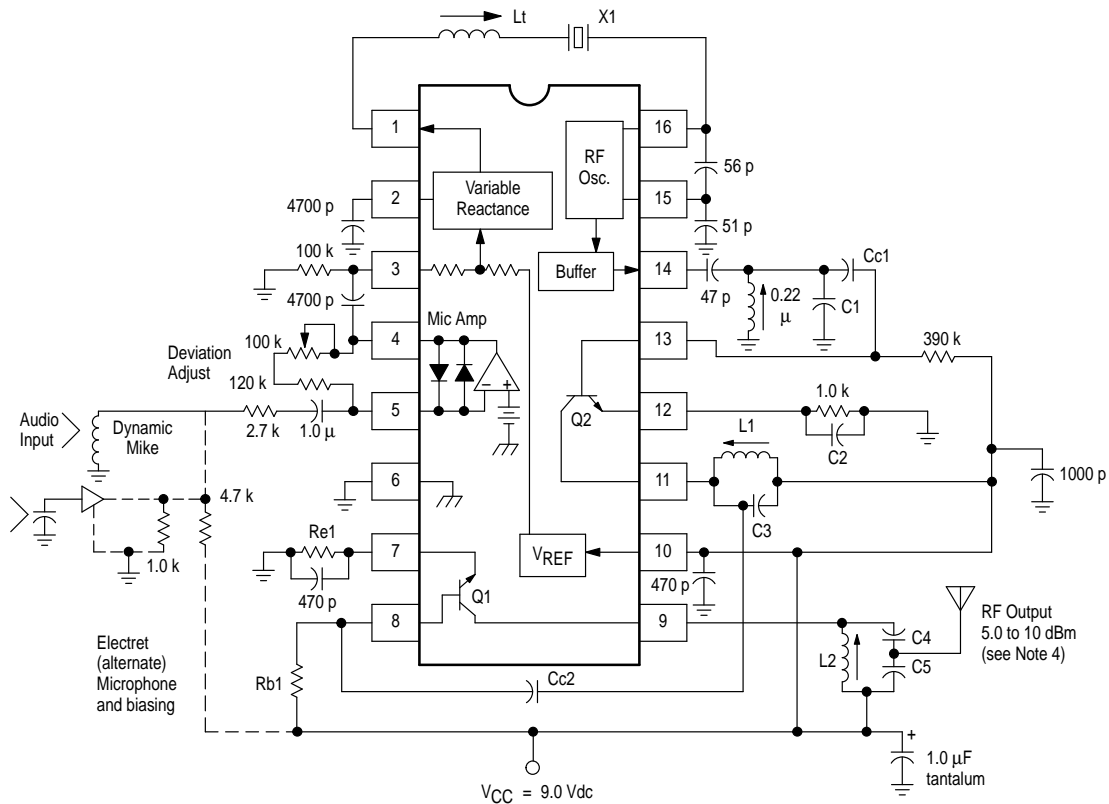 Lt
X1
1
16
RF
Osc.
56 p
Variable
Reactance
2
15
4700 p
51 p
100 k
3
Buffer
14
Cc1
47 p
0.22
μ
C1
4700 p
Mic Amp
390 k
100 k
4
13
Deviation
Adjust
120 k
–
+
1.0 k
5
12
Q2
Audio
Input
Dynamic
Mike
2.7 k
1.0 μ
L1
C2
6
11
1000 p
4.7 k
C3
Re1
1.0 k
7
VREF
10
470 p
Q1
470 p
8
9
RF Output
5.0 to 10 dBm
(see Note 4)
C4
L2
C5
Electret
(alternate)
Microphone
and biasing
Rb1
Cc2
+
1.0 μF
tantalum
VCC = 9.0 Vdc